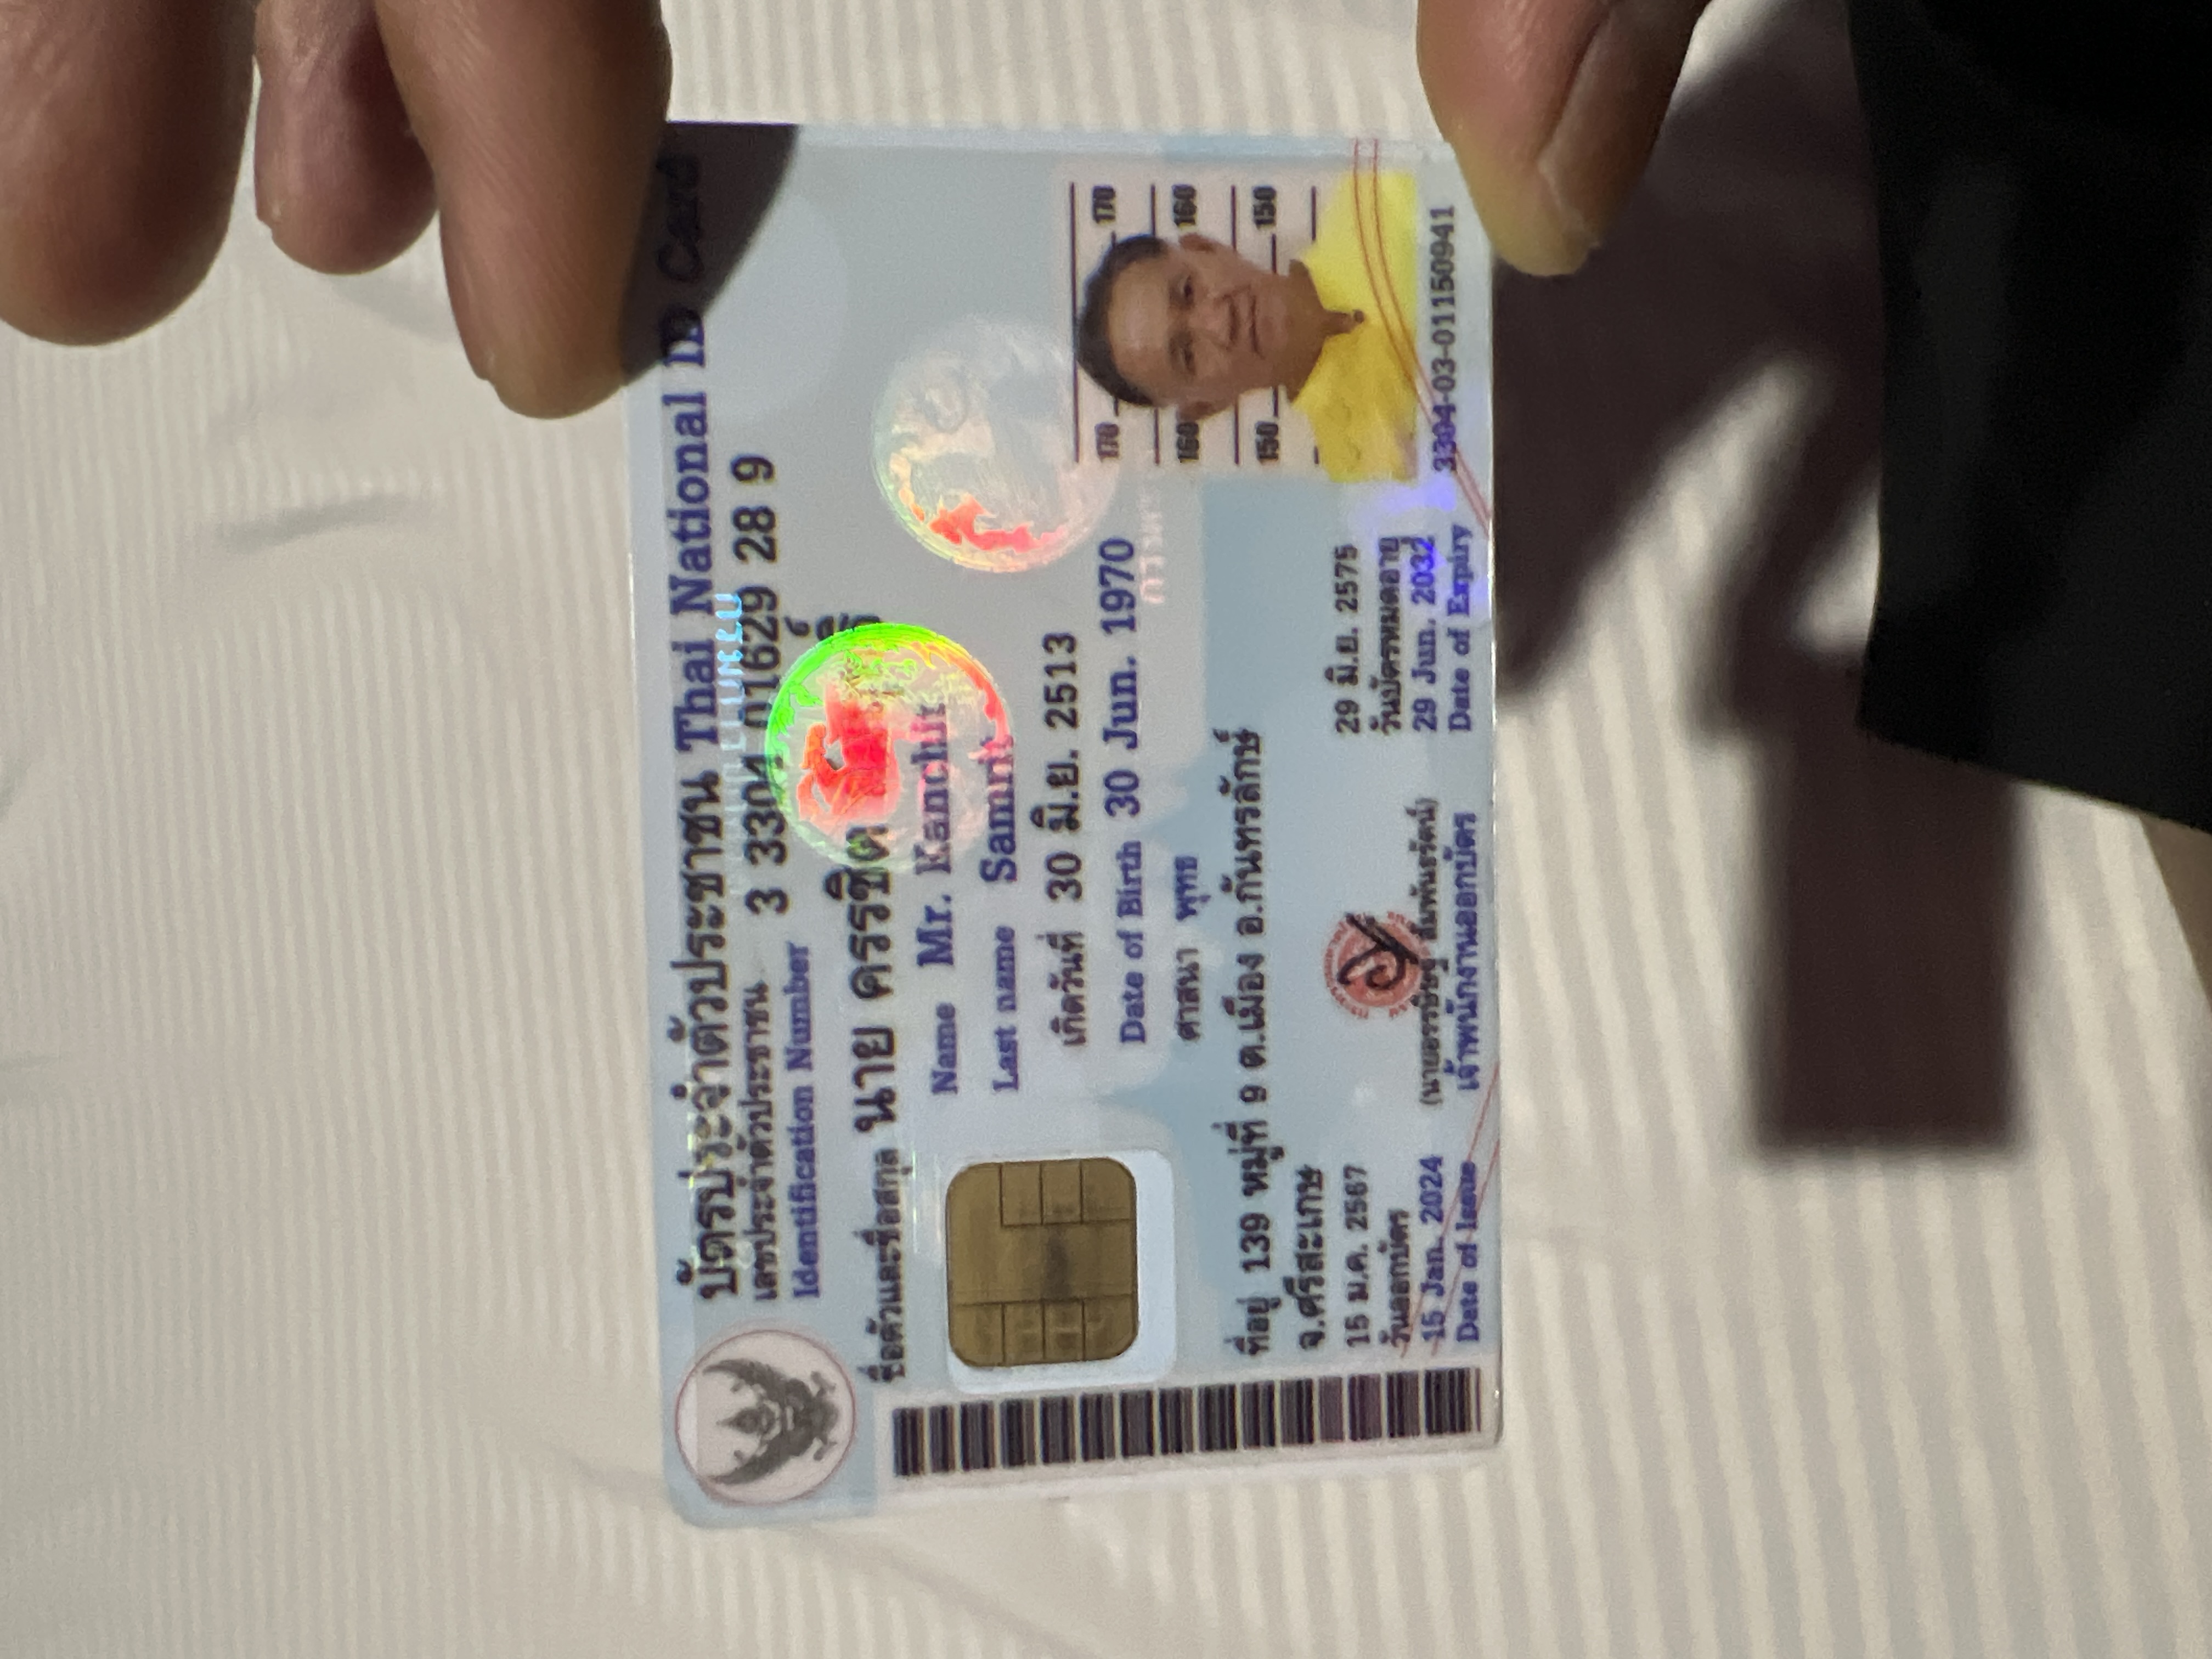 บัตรประจำตัวประชาชน Thai National ID Card
เลขประจำตัวประชาชน 3 3304 01629 28 9
Identification Number
ชื่อตัวและชื่อสกุล นาย ครรชิต
Name Mr. Kanchit
Last name Samrit
เกิดวันที่ 30 มิ.ย. 2513
Date of Birth 30 Jun. 1970
ศาสนา พุทธ
ที่อยู่ 139 หมู่ที่ 9 ต.เมือง อ.กันทรลักษ์
จ.ศรีสะเกษ
15 ม.ค. 2567
วันออกบัตร
15 Jan. 2024
Date of Issue
เจ้าพนักงานออกบัตร
29 มิ.ย. 2575
วันบัตรหมดอายุ
29 Jun. 2032
Date of Expiry
170 170
160 160
150 150
3304-03-01150941